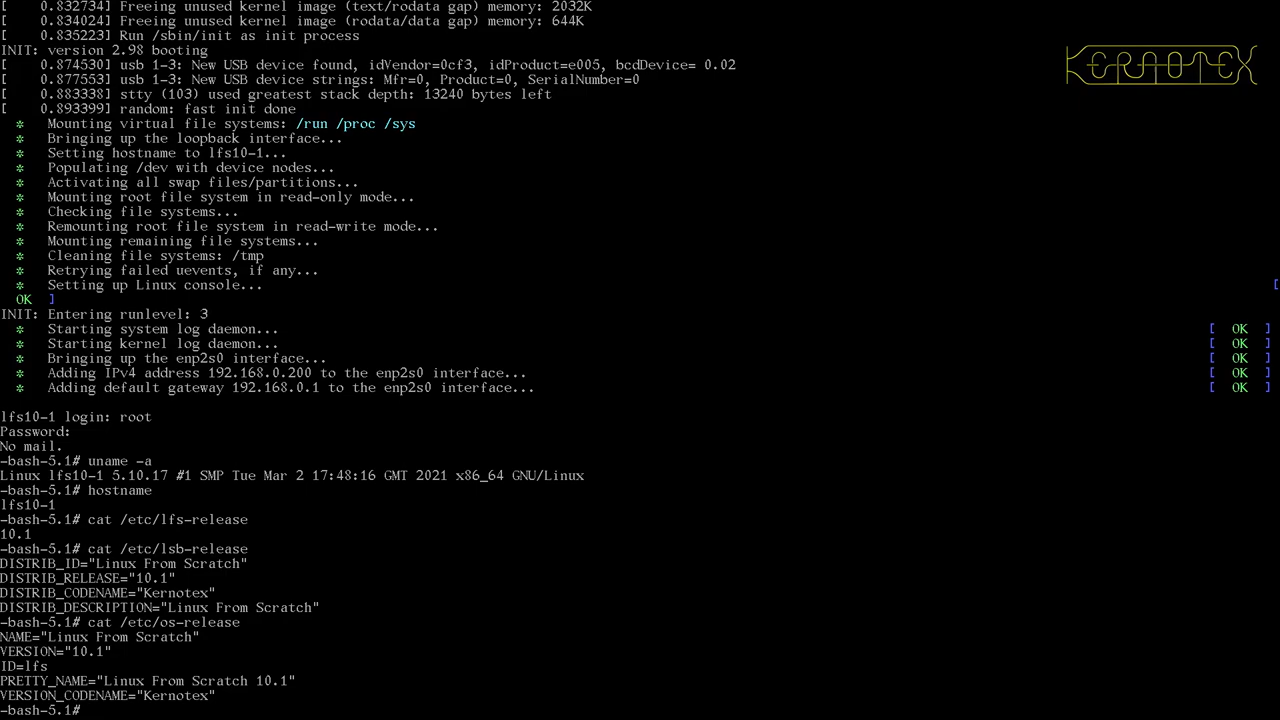 [    0.832734] Freeing unused kernel image (text/rodata gap) memory: 2032K
[    0.834023] Freeing unused kernel image (rodata/data gap) memory: 644K
[    0.835223] Run /sbin/init as init process
INIT: version 2.98 booting
[    0.874530] usb 1-3: New USB device found, idVendor=0cf3, idProduct=e005, bcdDevice= 0.02
[    0.877553] usb 1-3: New USB device strings: Mfr=0, Product=0, SerialNumber=0
[    0.883338] stty (103) used greatest stack depth: 13240 bytes left
[    0.893399] random: fast init done
KERNOTEX
  *   Mounting virtual file systems: /run /proc /sys
  *   Bringing up the loopback interface...
  *   Setting hostname to lfs10-1...
  *   Populating /dev with device nodes...
  *   Activating all swap files/partitions...
  *   Mounting root file system in read-only mode...
  *   Checking file systems...
  *   Remounting root file system in read-write mode...
  *   Mounting remaining file systems...
  *   Cleaning file systems: /tmp
  *   Retrying failed uevents, if any...
  *   Setting up Linux console... [
  OK  ]
INIT: Entering runlevel: 3
  *   Starting system log daemon... [  OK  ]
  *   Starting kernel log daemon... [  OK  ]
  *   Bringing up the enp2s0 interface... [  OK  ]
  *   Adding IPv4 address 192.168.0.200 to the enp2s0 interface... [  OK  ]
  *   Adding default gateway 192.168.0.1 to the enp2s0 interface... [  OK  ]
lfs10-1 login: root
Password:
No mail.
-bash-5.1# uname -a
Linux lfs10-1 5.10.17 #1 SMP Tue Mar 2 17:48:16 GMT 2021 x86_64 GNU/Linux
-bash-5.1# hostname
lfs10-1
-bash-5.1# cat /etc/lfs-release
10.1
-bash-5.1# cat /etc/lsb-release
DISTRIB_ID="Linux From Scratch"
DISTRIB_RELEASE="10.1"
DISTRIB_CODENAME="Kernotex"
DISTRIB_DESCRIPTION="Linux From Scratch"
-bash-5.1# cat /etc/os-release
NAME="Linux From Scratch"
VERSION="10.1"
ID=lfs
PRETTY_NAME="Linux From Scratch 10.1"
VERSION_CODENAME="Kernotex"
-bash-5.1#